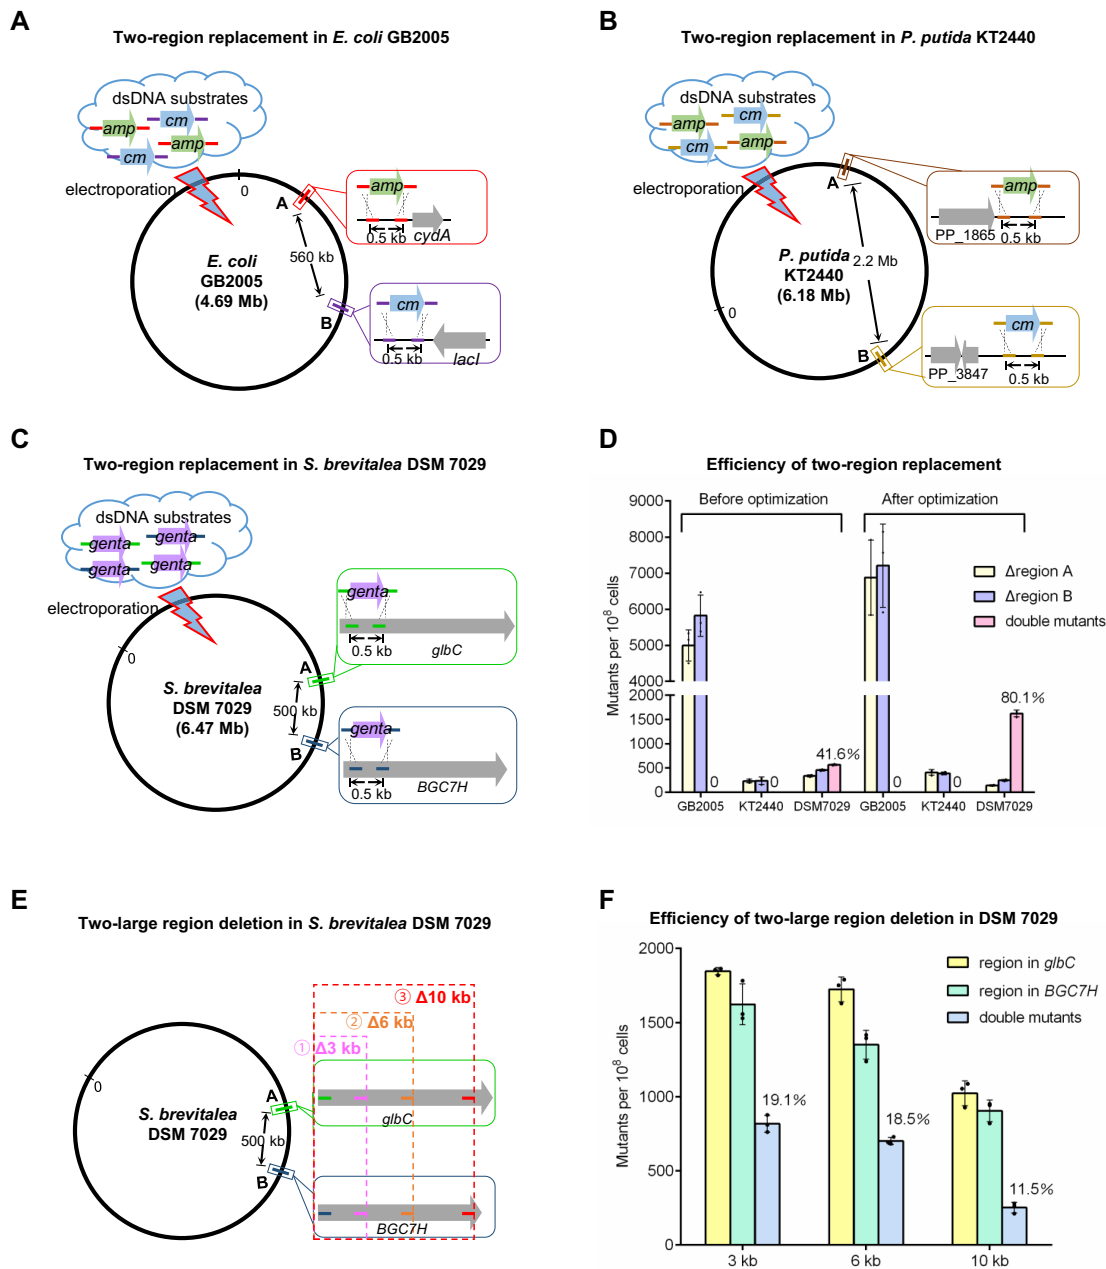 A
Two-region replacement in E. coli GB2005
dsDNA substrates
amp
cm
amp
cm
electroporation
0
A
amp
0.5 kb
cydA
560 kb
E. coli
GB2005
(4.69 Mb)
B
cm
0.5 kb
lacI
B
Two-region replacement in P. putida KT2440
dsDNA substrates
amp
cm
cm
amp
electroporation
A
amp
PP_1865
0.5 kb
2.2 Mb
P. putida
KT2440
(6.18 Mb)
0
B
cm
PP_3847
0.5 kb
C
Two-region replacement in S. brevitalea DSM 7029
dsDNA substrates
genta
genta
genta
genta
electroporation
0
A
genta
0.5 kb
glbC
500 kb
S. brevitalea
DSM 7029
(6.47 Mb)
B
genta
0.5 kb
BGC7H
D
Efficiency of two-region replacement
Before optimization
After optimization
Mutants per 10⁸ cells
9000
8000
7000
6000
5000
4000
2000
1500
1000
500
0
Δregion A
Δregion B
double mutants
0
0
41.6%
0
0
80.1%
GB2005 KT2440 DSM7029 GB2005 KT2440 DSM7029
E
Two-large region deletion in S. brevitalea DSM 7029
③ Δ10 kb
② Δ6 kb
① Δ3 kb
0
A
glbC
S. brevitalea
DSM 7029
500 kb
B
BGC7H
F
Efficiency of two-large region deletion in DSM 7029
Mutants per 10⁸ cells
2000
1500
1000
500
0
region in glbC
region in BGC7H
double mutants
19.1%
18.5%
11.5%
3 kb 6 kb 10 kb